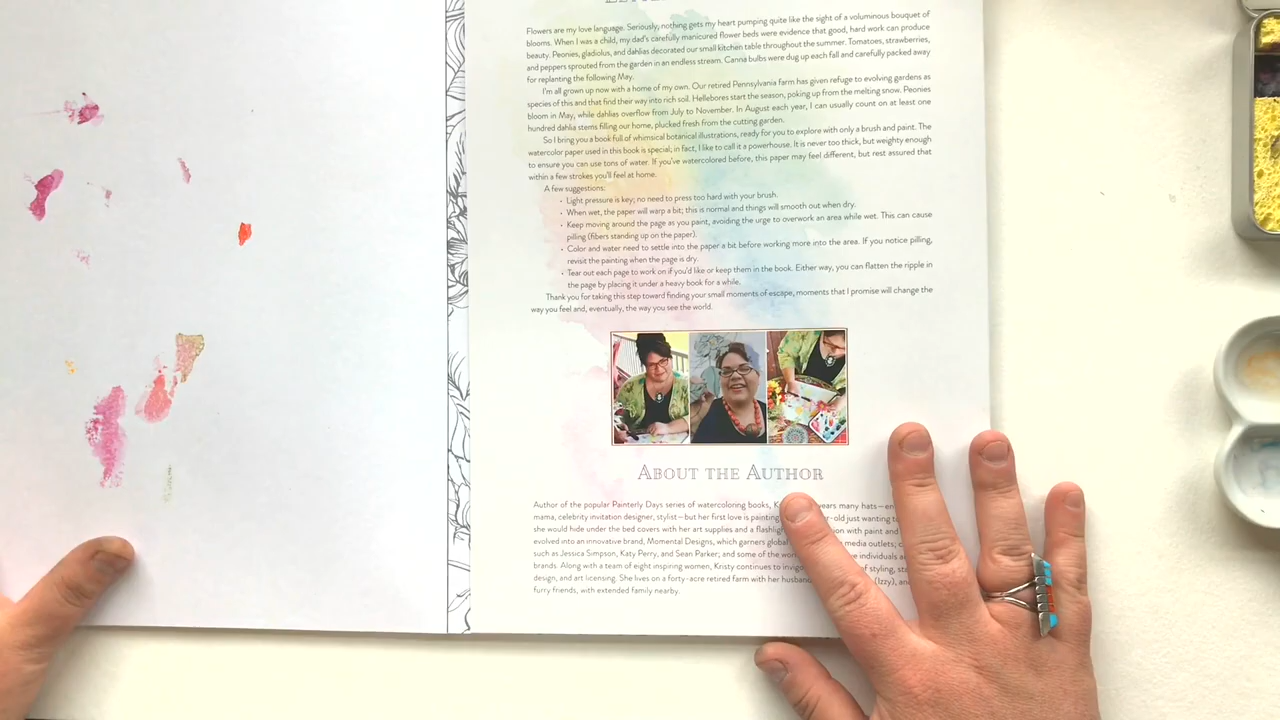 Flowers are my love language. Seriously, nothing gets my heart pumping quite like the sight of a voluminous bouquet of
blooms. When I was a child, my dad's carefully manicured flower beds were evidence that good, hard work can produce
beauty. Peonies, gladiolus, and dahlias decorated our small kitchen table throughout the summer. Tomatoes, strawberries,
and peppers sprouted from the garden in an endless stream. Canna bulbs were dug up each fall and carefully packed away
for replanting the following May.
I'm all grown up now with a home of my own. Our retired Pennsylvania farm has given refuge to evolving gardens as
species of this and that find their way into rich soil. Hellebores start the season, poking up from the melting snow. Peonies
bloom in May, while dahlias overflow from July to November. In August each year, I can usually count on at least one
hundred dahlia stems filling our home, plucked fresh from the cutting garden.
So I bring you a book full of whimsical botanical illustrations, ready for you to explore with only a brush and paint. The
watercolor paper used in this book is special; in fact, I like to call it a powerhouse. It is never too thick, but weighty enough
to ensure you can use tons of water. If you've watercolored before, this paper may feel different, but rest assured that
within a few strokes you'll feel at home.
A few suggestions:
• Light pressure is key; no need to press too hard with your brush.
• When wet, the paper will warp a bit; this is normal and things will smooth out when dry.
• Keep moving around the page as you paint, avoiding the urge to overwork an area while wet. This can cause
pilling (fibers standing up on the paper).
• Color and water need to settle into the paper a bit before working more into the area. If you notice pilling,
revisit the painting when the page is dry.
• Tear out each page to work on if you'd like or keep them in the book. Either way, you can flatten the ripple in
the page by placing it under a heavy book for a while.
Thank you for taking this step toward finding your small moments of escape, moments that I promise will change the
way you feel and, eventually, the way you see the world.
About the Author
Author of the popular Painterly Days series of watercoloring books, years many hats—
mama, celebrity invitation designer, stylist—but her first love is painting -old just wanting
she would hide under the bed covers with her art supplies and a with paint and
evolved into an innovative brand, Momental Designs, which garners global media outlets;
such as Jessica Simpson, Katy Perry, and Sean Parker; and some of the individuals
brands. Along with a team of eight inspiring women, Kristy continues to of styling,
design, and art licensing. She lives on a forty-acre retired farm with her (Izzy),
furry friends, with extended family nearby.